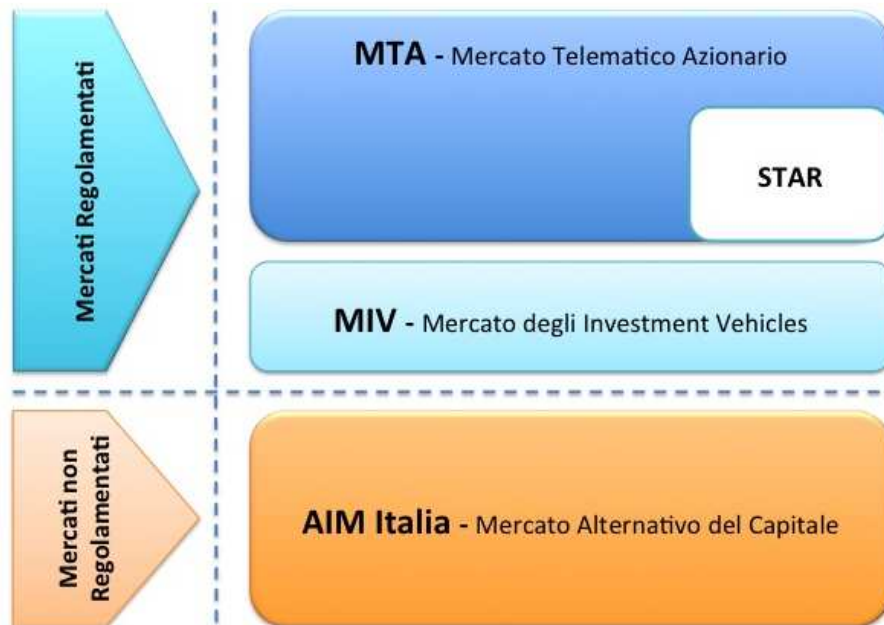 Mercati Regolamentati
MTA - Mercato Telematico Azionario
STAR
MIV - Mercato degli Investment Vehicles
Mercati non
Regolamentati
AIM Italia - Mercato Alternativo del Capitale